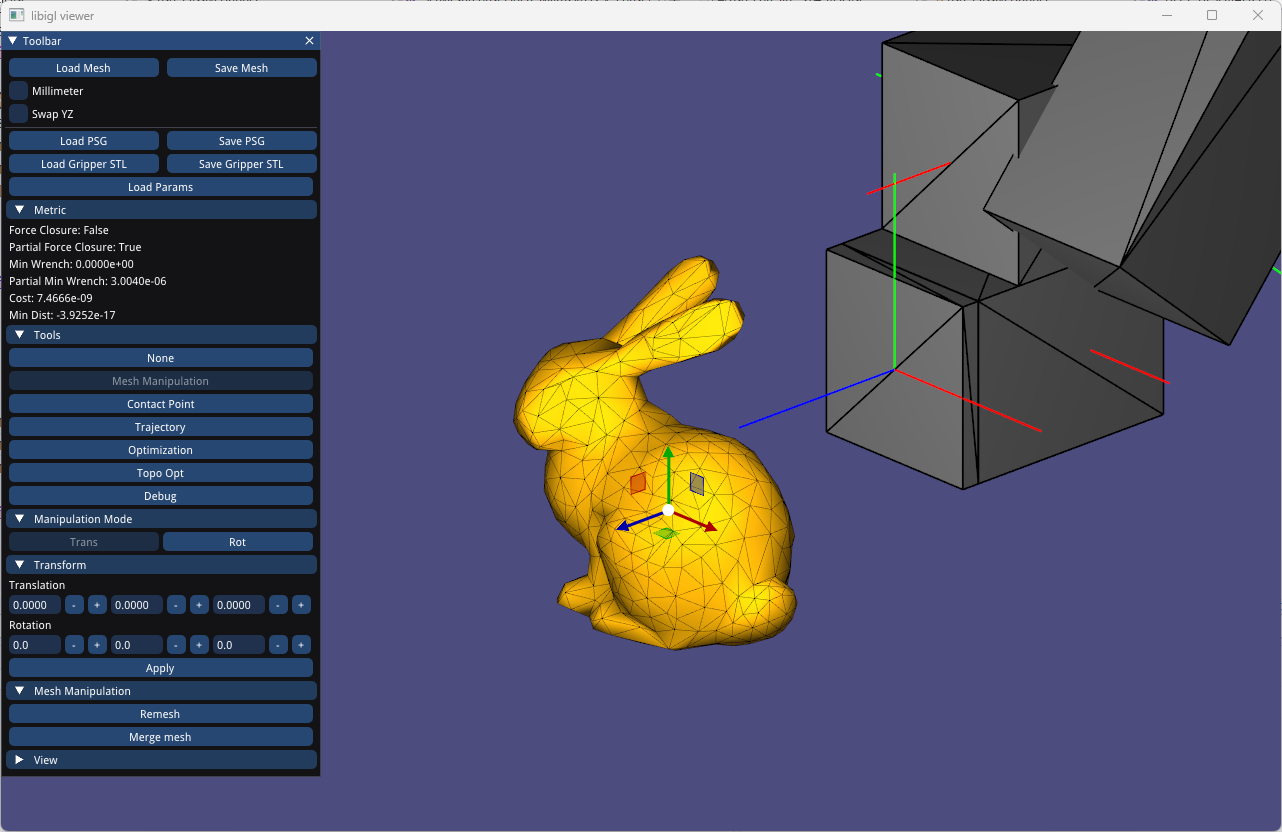 libigl viewer
Toolbar
Load Mesh Save Mesh
Millimeter
Swap YZ
Load PSG Save PSG
Load Gripper STL Save Gripper STL
Load Params
Metric
Force Closure: False
Partial Force Closure: True
Min Wrench: 0.0000e+00
Partial Min Wrench: 3.0040e-06
Cost: 7.4666e-09
Min Dist: -3.9252e-17
Tools
None
Mesh Manipulation
Contact Point
Trajectory
Optimization
Topo Opt
Debug
Manipulation Mode
Trans Rot
Transform
Translation
0.0000 - + 0.0000 - + 0.0000 - +
Rotation
0.0 - + 0.0 - + 0.0 - +
Apply
Mesh Manipulation
Remesh
Merge mesh
View